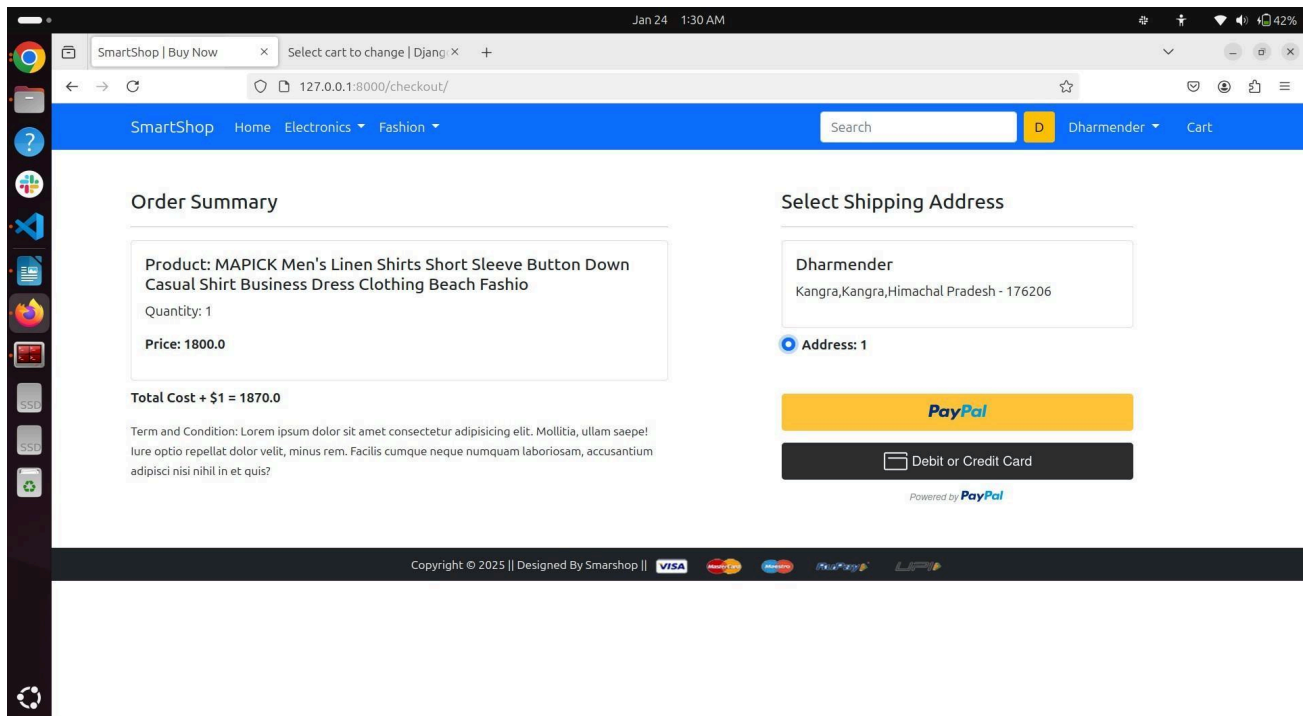 Jan 24 1:30 AM
42%
SmartShop | Buy Now
Select cart to change | Djang
127.0.0.1:8000/checkout/
SmartShop Home Electronics Fashion Search D Dharmender Cart
Order Summary
Product: MAPICK Men's Linen Shirts Short Sleeve Button Down
Casual Shirt Business Dress Clothing Beach Fashio
Quantity: 1
Price: 1800.0
Total Cost + $1 = 1870.0
Term and Condition: Lorem ipsum dolor sit amet consectetur adipisicing elit. Mollitia, ullam saepe!
Iure optio repellat dolor velit, minus rem. Facilis cumque neque numquam laboriosam, accusantium
adipisci nisi nihil in et quis?
Select Shipping Address
Dharmender
Kangra,Kangra,Himachal Pradesh - 176206
Address: 1
PayPal
Debit or Credit Card
Powered by PayPal
Copyright © 2025 || Designed By Smarshop || VISA MasterCard Maestro UPI
SSD
SSD